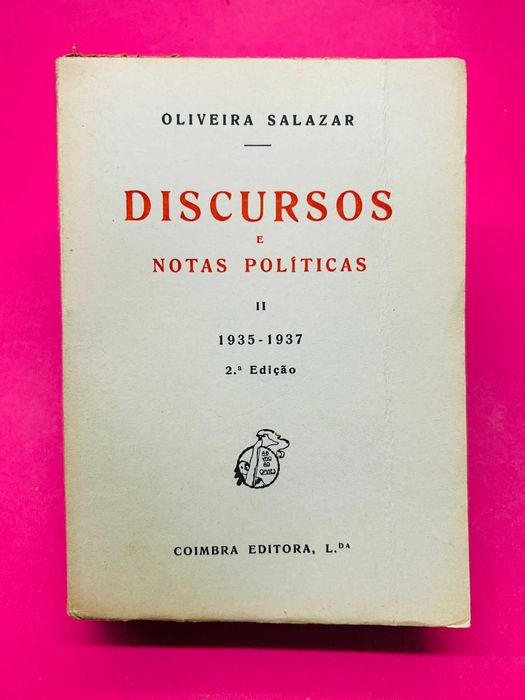 OLIVEIRA SALAZAR
DISCURSOS
E
NOTAS POLÍTICAS
II
1935-1937
2.ª Edição
COIMBRA EDITORA, L.DA